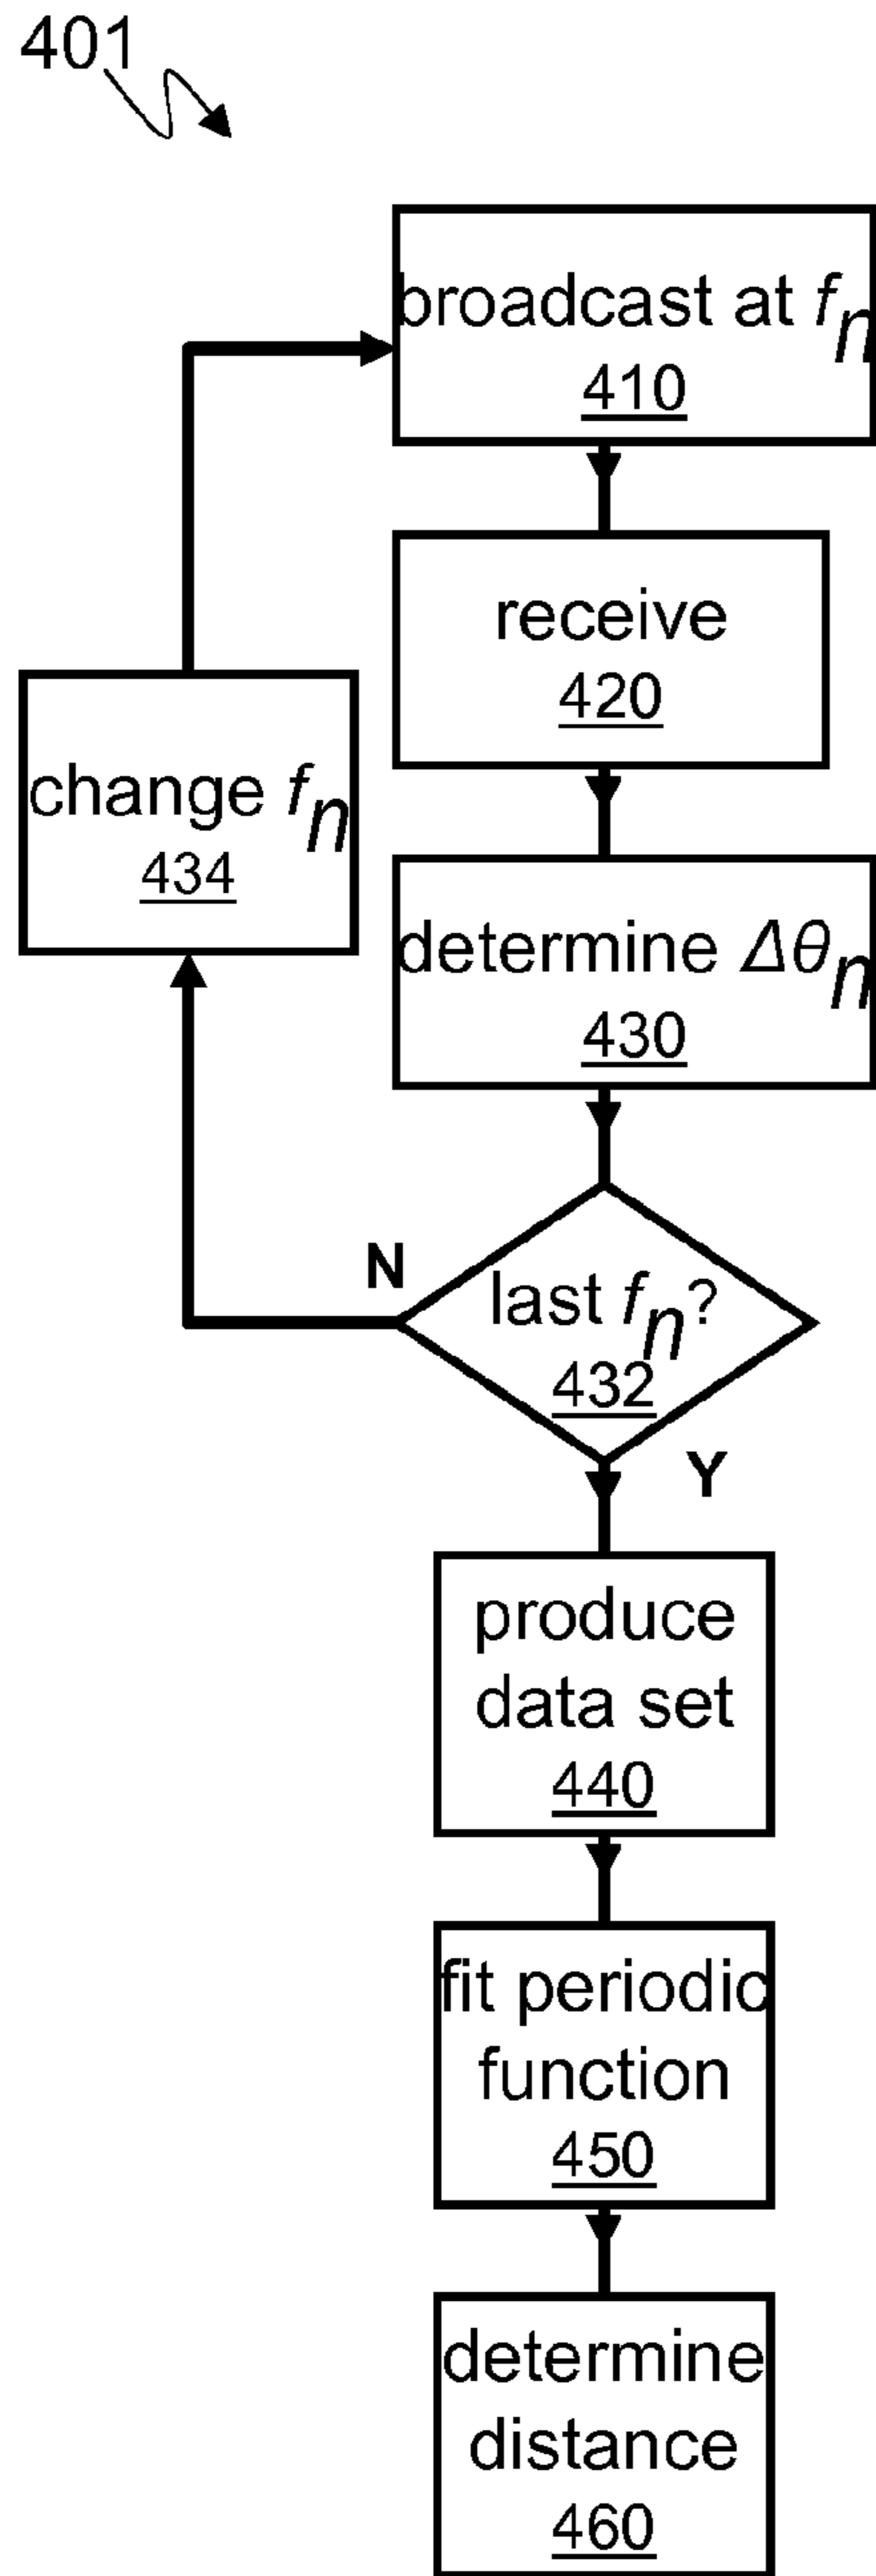 401
broadcast at fn
410
receive
420
change fn
434
determine Δθn
430
N
last fn?
432
Y
produce
data set
440
fit periodic
function
450
determine
distance
460